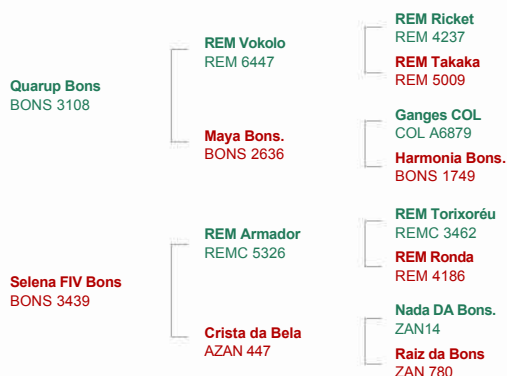 Quarup Bons
BONS 3108
Selena FIV Bons
BONS 3439
REM Vokolo
REM 6447
Maya Bons.
BONS 2636
REM Armador
REMC 5326
Crista da Bela
AZAN 447
REM Ricket
REM 4237
REM Takaka
REM 5009
Ganges COL
COL A6879
Harmonia Bons.
BONS 1749
REM Torixoréu
REMC 3462
REM Ronda
REM 4186
Nada DA Bons.
ZAN14
Raiz da Bons
ZAN 780